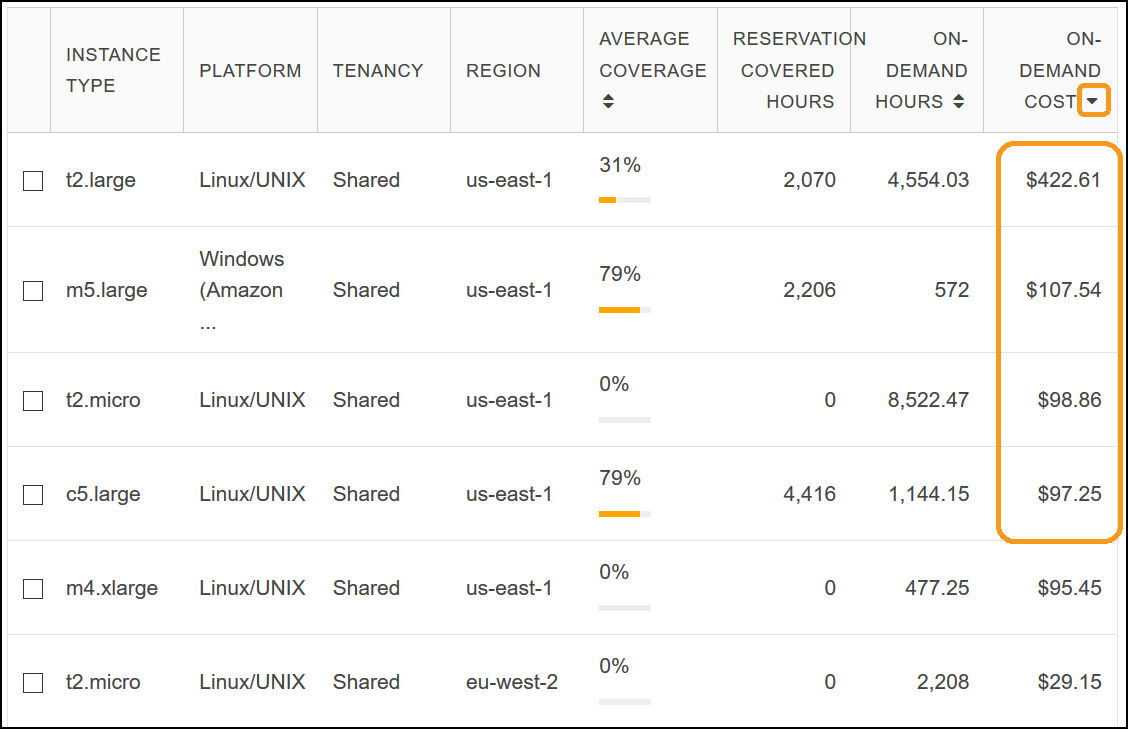 INSTANCE TYPE PLATFORM TENANCY REGION AVERAGE COVERAGE RESERVATION COVERED HOURS ON-DEMAND HOURS ON-DEMAND COST
t2.large Linux/UNIX Shared us-east-1 31% 2,070 4,554.03 $422.61
m5.large Windows (Amazon ... Shared us-east-1 79% 2,206 572 $107.54
t2.micro Linux/UNIX Shared us-east-1 0% 0 8,522.47 $98.86
c5.large Linux/UNIX Shared us-east-1 79% 4,416 1,144.15 $97.25
m4.xlarge Linux/UNIX Shared us-east-1 0% 0 477.25 $95.45
t2.micro Linux/UNIX Shared eu-west-2 0% 0 2,208 $29.15